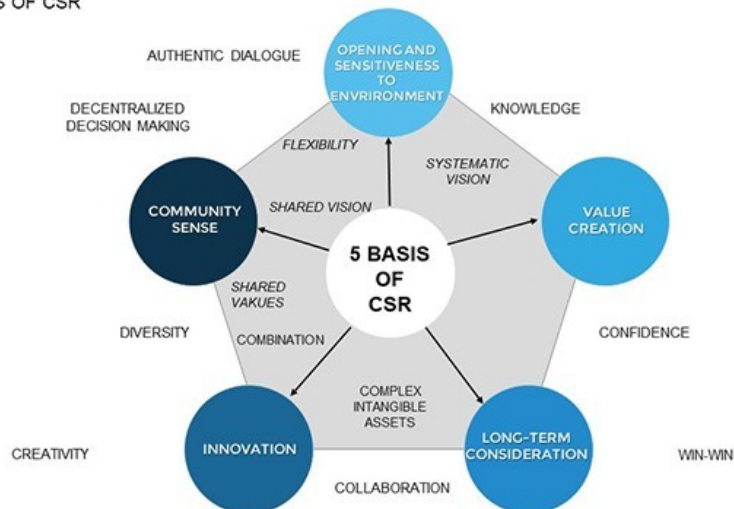 OF CSR
AUTHENTIC DIALOGUE
OPENING AND
SENSITIVENESS
TO
ENVRIRONMENT
DECENTRALIZED
DECISION MAKING
KNOWLEDGE
FLEXIBILITY
SYSTEMATIC
VISION
SHARED VISION
COMMUNITY
SENSE
VALUE
CREATION
5 BASIS
OF
CSR
SHARED
VAKUES
DIVERSITY
COMBINATION
CONFIDENCE
COMPLEX
INTANGIBLE
ASSETS
CREATIVITY
INNOVATION
LONG-TERM
CONSIDERATION
WIN-WIN
COLLABORATION